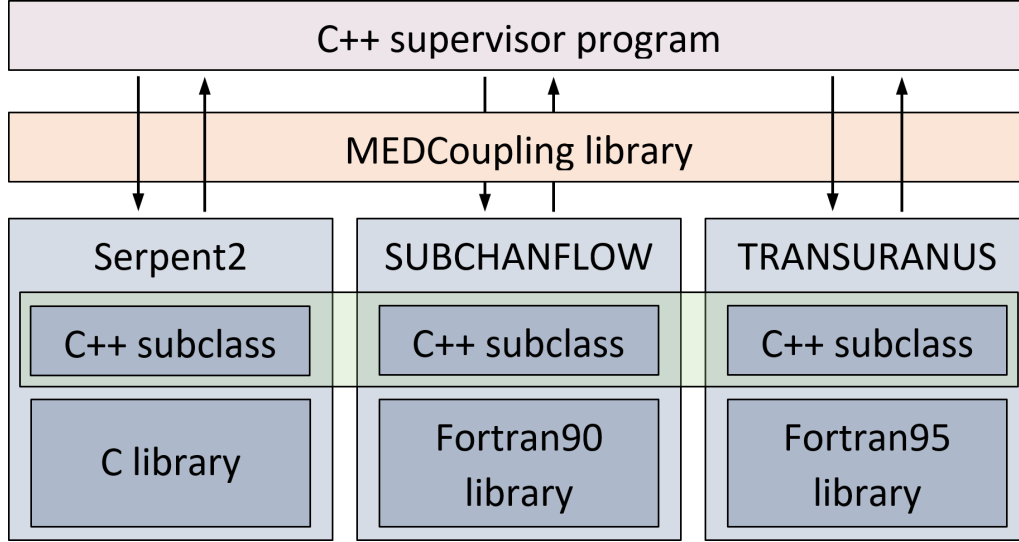 C++ supervisor program
MEDCoupling library
Serpent2
SUBCHANFLOW
TRANSURANUS
C++ subclass
C++ subclass
C++ subclass
C library
Fortran90
library
Fortran95
library